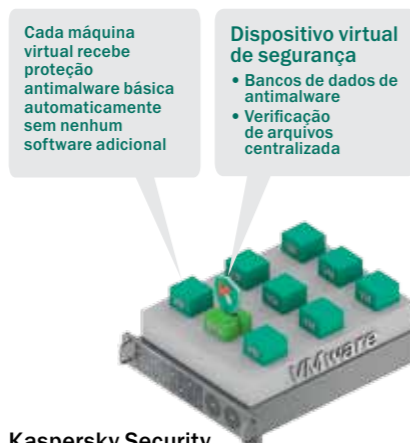 Cada máquina
virtual recebe
proteção
antimalware básica
automaticamente
sem nenhum
software adicional
Dispositivo virtual
de segurança
• Bancos de dados de
antimalware
• Verificação
de arquivos
centralizada
VMware
Kaspersky Security